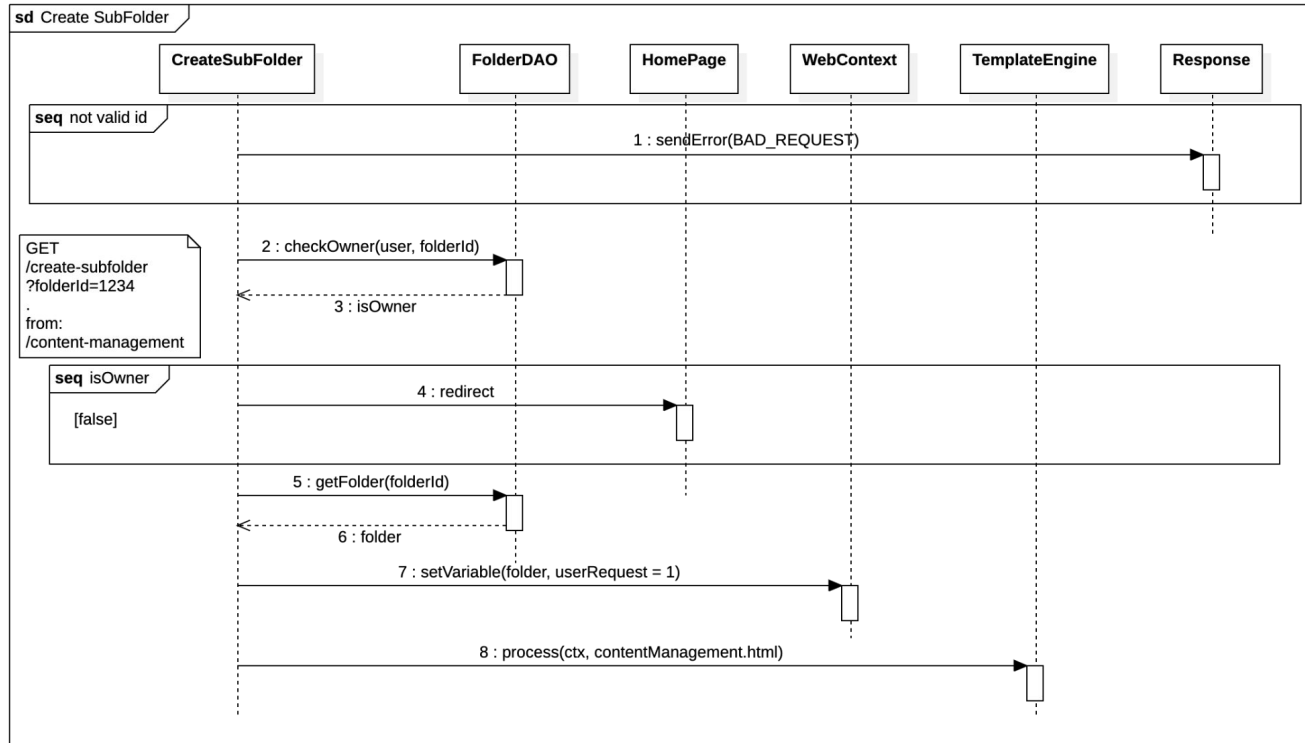 sd Create SubFolder
CreateSubFolder
FolderDAO
HomePage
WebContext
TemplateEngine
Response
seq not valid id
1 : sendError(BAD_REQUEST)
GET
/create-subfolder
?folderId=1234
.
from:
/content-management
2 : checkOwner(user, folderId)
3 : isOwner
seq isOwner
[false]
4 : redirect
5 : getFolder(folderId)
6 : folder
7 : setVariable(folder, userRequest = 1)
8 : process(ctx, contentManagement.html)